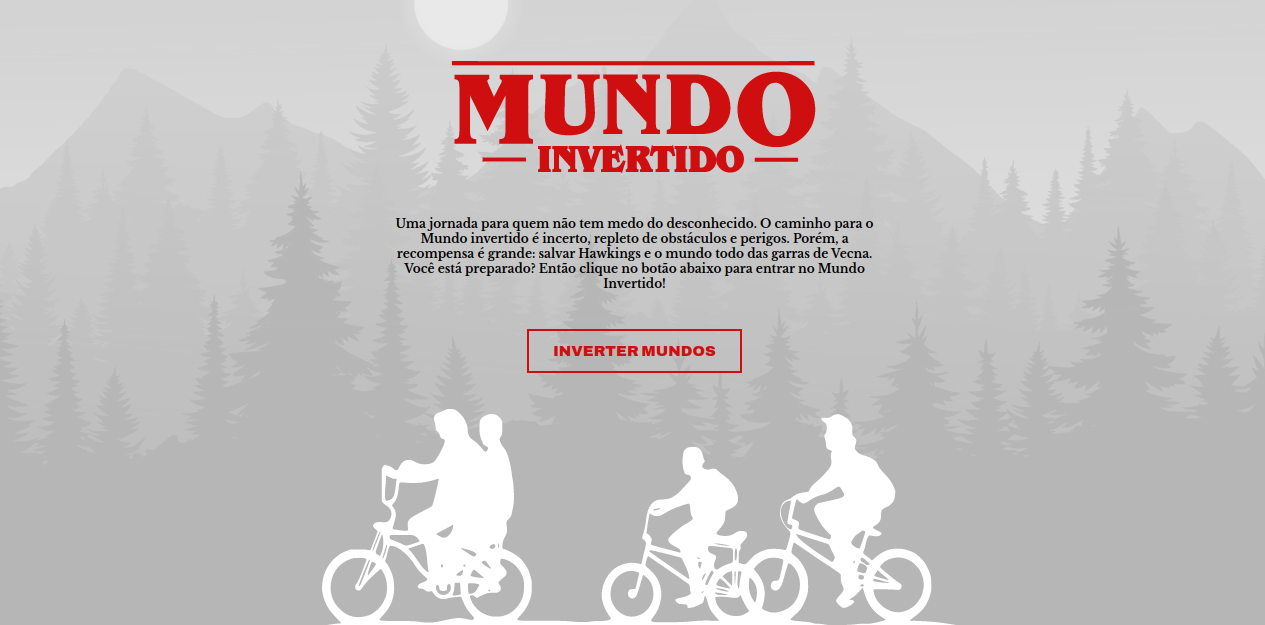 MUNDO
INVERTIDO
Uma jornada para quem não tem medo do desconhecido. O caminho para o
Mundo invertido é incerto, repleto de obstáculos e perigos. Porém, a
recompensa é grande: salvar Hawkings e o mundo todo das garras de Vecna.
Você está preparado? Então clique no botão abaixo para entrar no Mundo
Invertido!
INVERTER MUNDOS